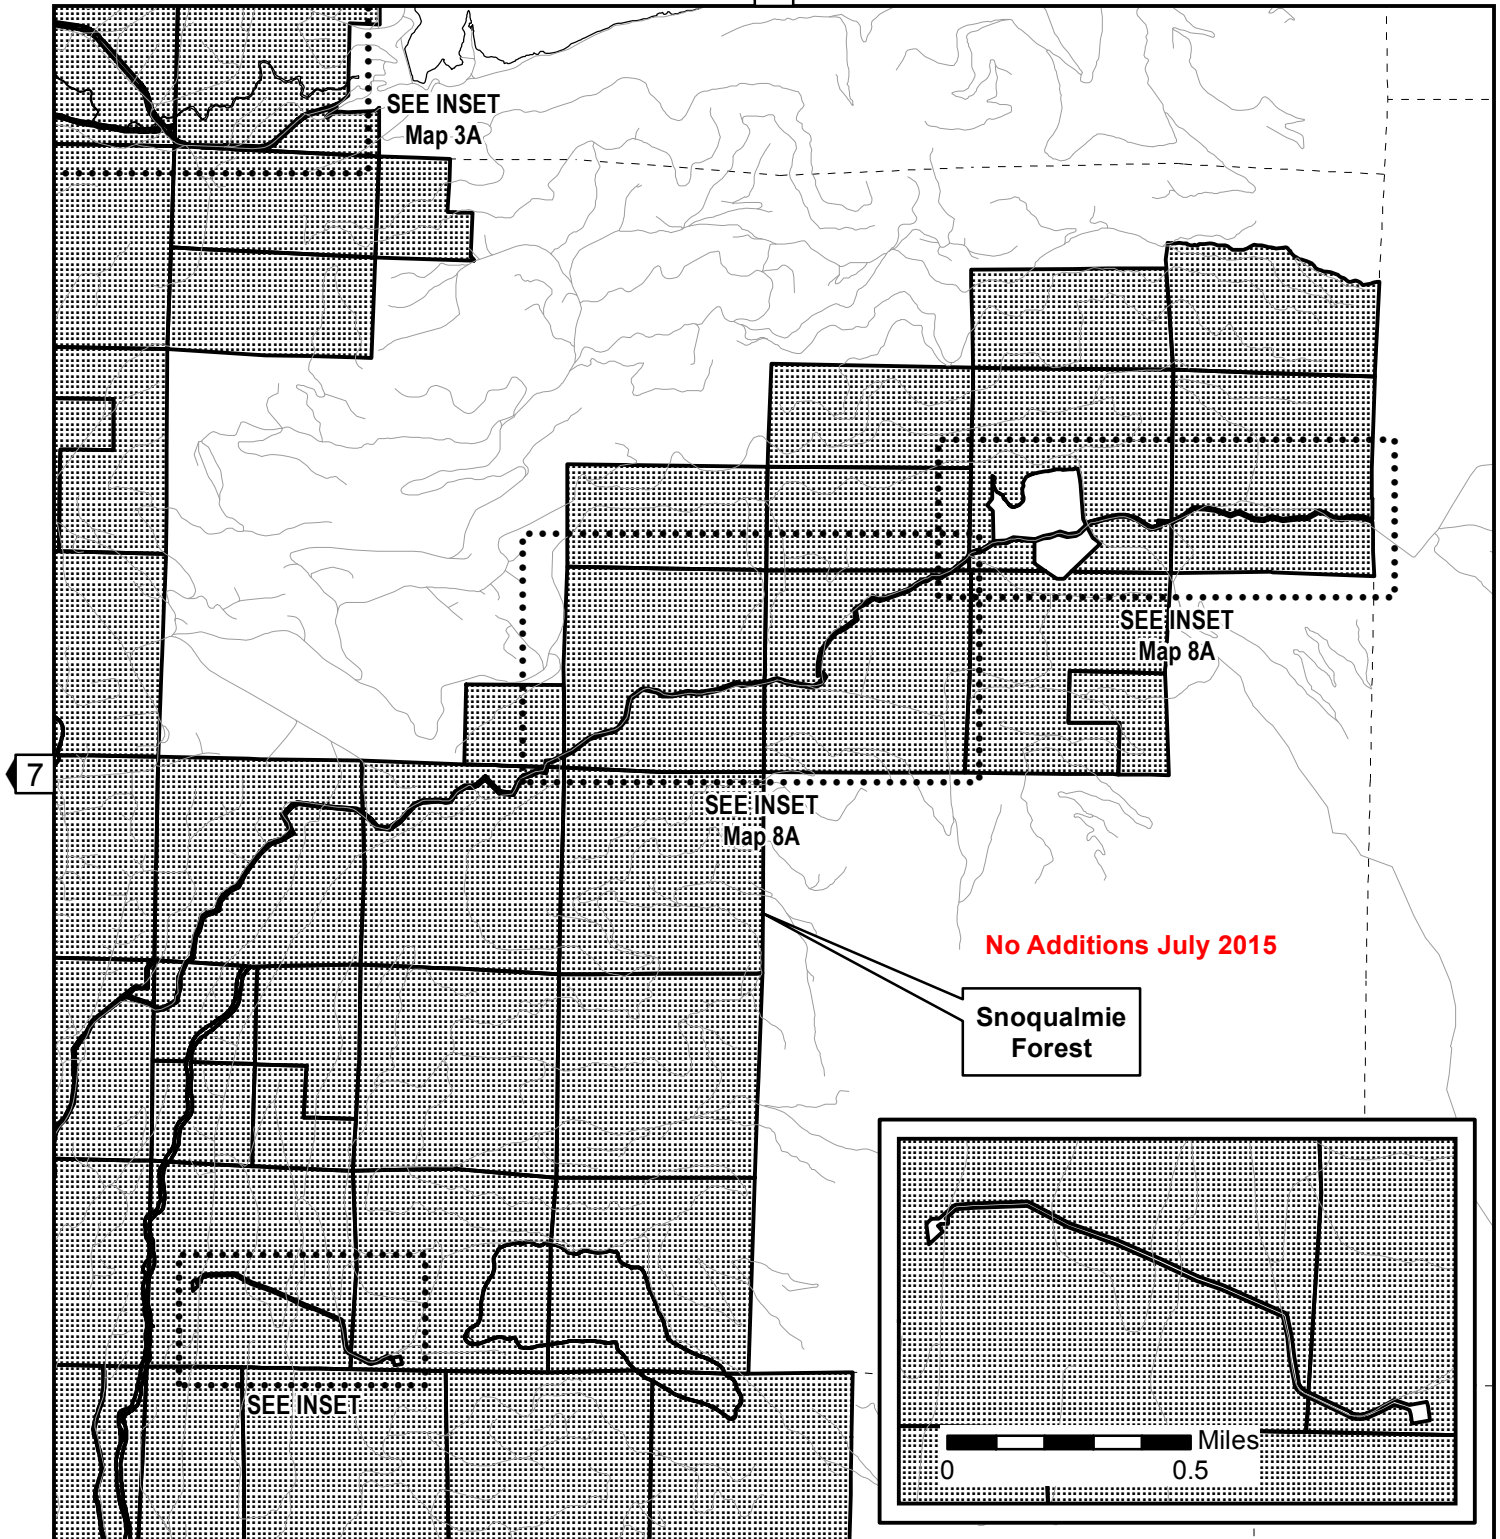 SEE INSET
Map 3A
SEE INSET
Map 8A
7
SEE INSET
Map 8A
No Additions July 2015
Snoqualmie
Forest
SEE INSET
Miles
0 0.5